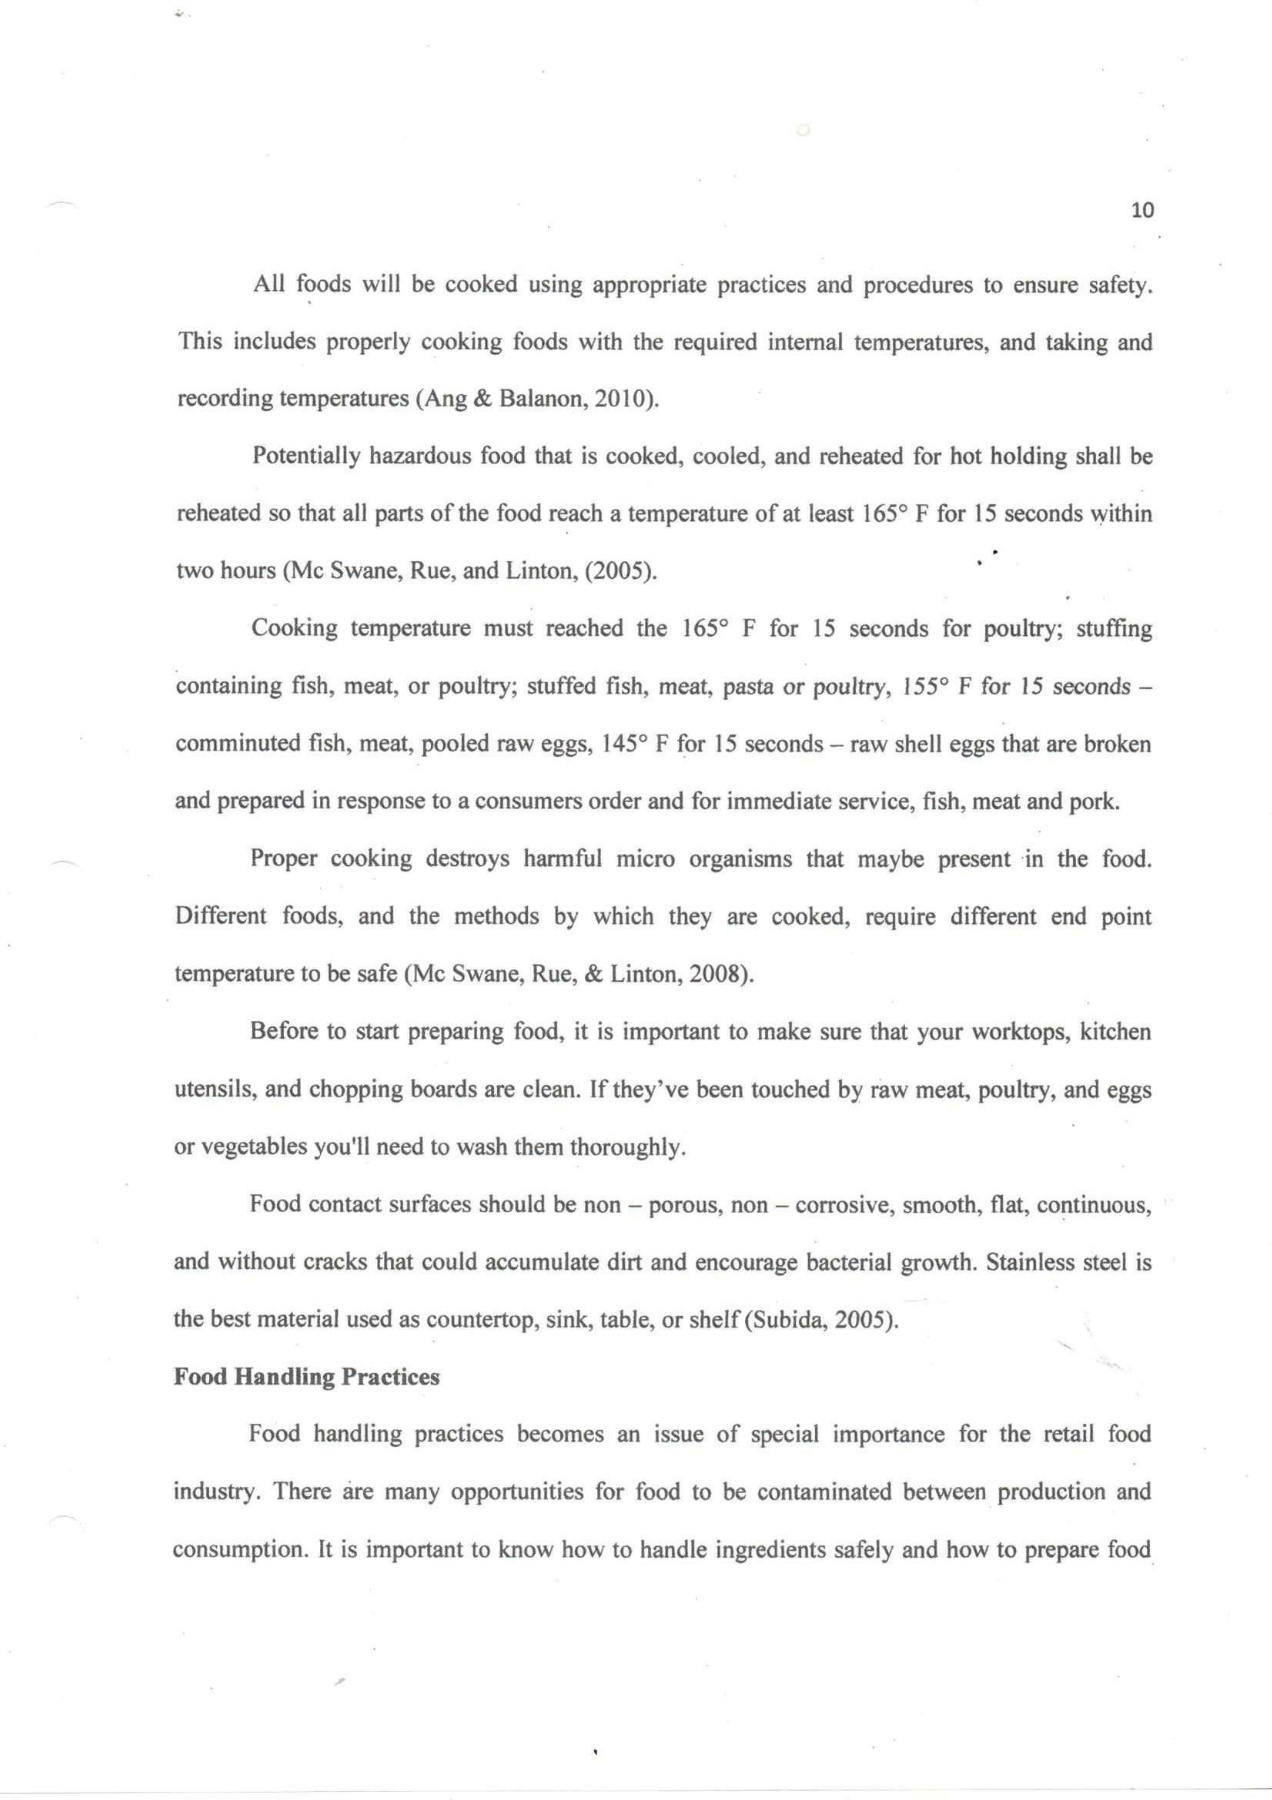 10
All foods will be cooked using appropriate practices and procedures to ensure safety.
This includes properly cooking foods with the required internal temperatures, and taking and
recording temperatures (Ang & Balanon, 2010).
Potentially hazardous food that is cooked, cooled, and reheated for hot holding shall be
reheated so that all parts of the food reach a temperature of at least 165° F for 15 seconds within
two hours (Mc Swane, Rue, and Linton, (2005).
Cooking temperature must reached the 165° F for 15 seconds for poultry; stuffing
containing fish, meat, or poultry; stuffed fish, meat, pasta or poultry, 155° F for 15 seconds –
comminuted fish, meat, pooled raw eggs, 145° F for 15 seconds – raw shell eggs that are broken
and prepared in response to a consumers order and for immediate service, fish, meat and pork.
Proper cooking destroys harmful micro organisms that maybe present in the food.
Different foods, and the methods by which they are cooked, require different end point
temperature to be safe (Mc Swane, Rue, & Linton, 2008).
Before to start preparing food, it is important to make sure that your worktops, kitchen
utensils, and chopping boards are clean. If they’ve been touched by raw meat, poultry, and eggs
or vegetables you'll need to wash them thoroughly.
Food contact surfaces should be non – porous, non – corrosive, smooth, flat, continuous,
and without cracks that could accumulate dirt and encourage bacterial growth. Stainless steel is
the best material used as countertop, sink, table, or shelf (Subida, 2005).
Food Handling Practices
Food handling practices becomes an issue of special importance for the retail food
industry. There are many opportunities for food to be contaminated between production and
consumption. It is important to know how to handle ingredients safely and how to prepare food